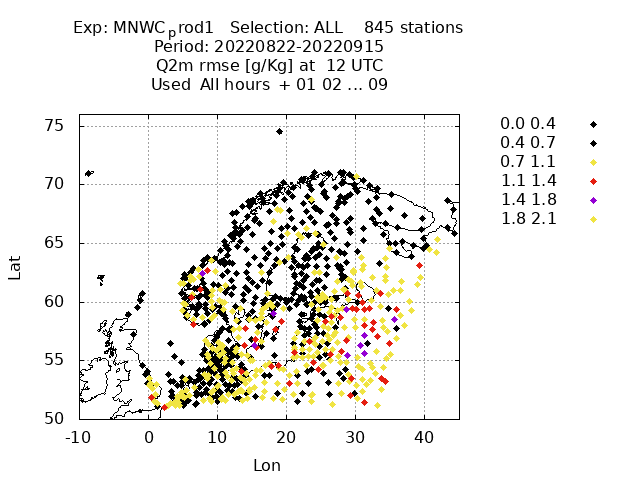 Exp: MNWCprod1 Selection: ALL 845 stations
Period: 20220822-20220915
Q2m rmse [g/Kg] at 12 UTC
Used All hours + 01 02 ... 09
0.0 0.4
0.4 0.7
0.7 1.1
1.1 1.4
1.4 1.8
1.8 2.1
75
70
65
60
55
50
Lat
-10 0 10 20 30 40
Lon